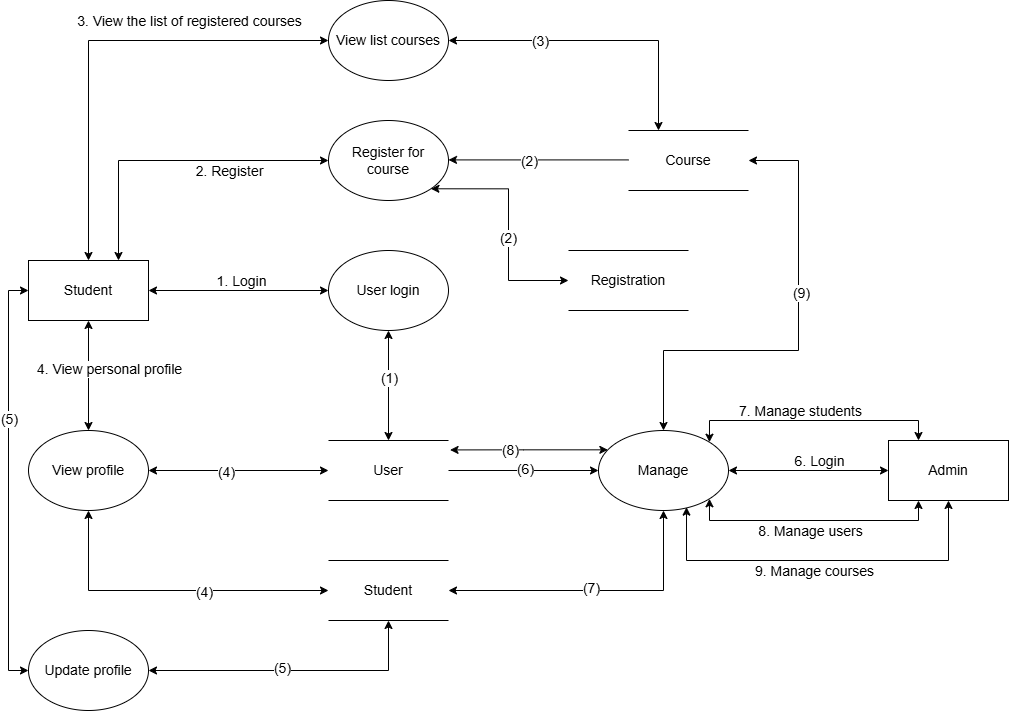 3. View the list of registered courses
View list courses
(3)
Register for
course
2. Register
(2)
Course
(2)
Registration
Student
1. Login
User login
(9)
4. View personal profile
(1)
(5)
7. Manage students
View profile
(4)
User
(8)
(6)
Manage
6. Login
Admin
8. Manage users
9. Manage courses
(4)
Student
(7)
Update profile
(5)